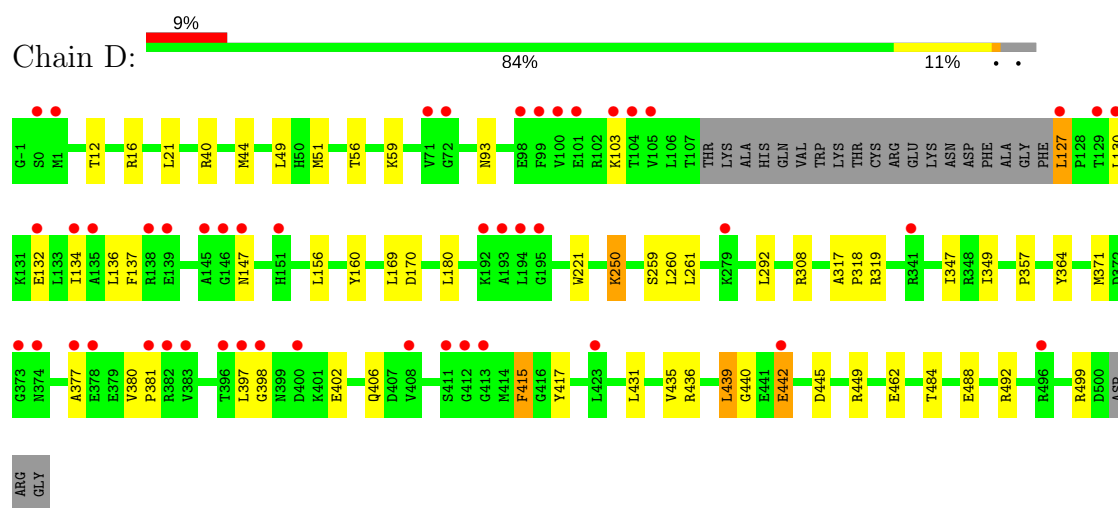 9%
Chain D:
84% 11% • •
G-1 S0 M1 T12 R16 L21 R40 M44 L49 H50 M51 T56 K59 V71 G72 N93 E98 F99 V100 E101 R102 K103 T104 V105 L106 T107 THR LYS ALA HIS GLN VAL TRP LYS THR CYS ARG GLU LYS ASN ASP PHE ALA GLY PHE L127 P128 T129 L130
K131 E132 L133 I134 A135 L136 F137 R138 E139 A145 G146 N147 H151 L156 Y160 L169 D170 L180 K192 A193 L194 G195 W221 K250 S259 L260 L261 K279 L292 R308 A317 P318 R319 R341 I347 R348 I349 P357 Y364 M371 D372
G373 N374 A377 E378 E379 V380 P381 R382 V383 T396 L397 G398 N399 D400 K401 E402 Q406 D407 V408 S411 G412 G413 M414 F415 G416 Y417 L423 L431 V435 R436 L439 G440 E441 E442 D445 R449 E462 T484 E488 R492 R496 R499 D500 ASP
ARG GLY